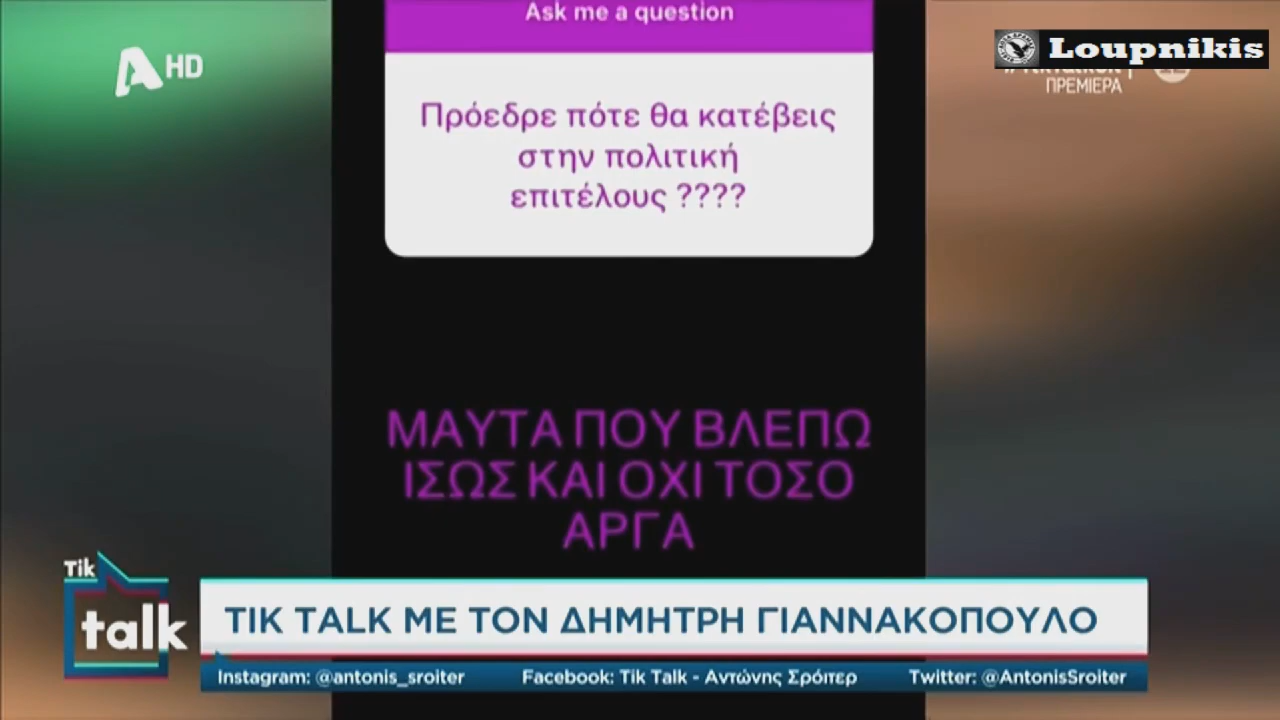 Ask me a question
HD
Loupnikis
ΠΡΕΜΙΕΡΑ
Πρόεδρε πότε θα κατέβεις
στην πολιτική
επιτέλους ????
ΜΑΥΤΑ ΠΟΥ ΒΛΕΠΩ
ΙΣΩΣ ΚΑΙ ΟΧΙ ΤΟΣΟ
ΑΡΓΑ
Tik
talk
TIK TALK ΜΕ ΤΟΝ ΔΗΜΗΤΡΗ ΓΙΑΝΝΑΚΟΠΟΥΛΟ
Instagram: @antonis_sroiter Facebook: Tik Talk - Αντώνης Σρόιτερ Twitter: @AntonisSroiter